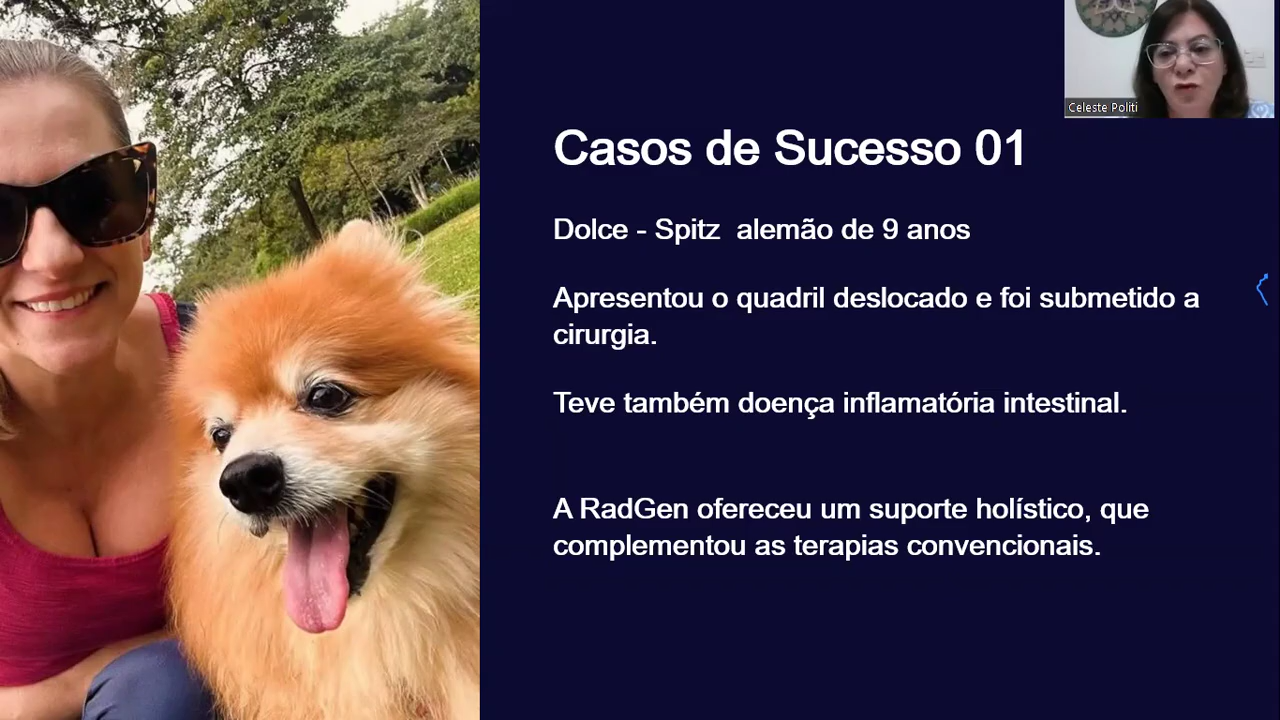 Celeste Politi
Casos de Sucesso 01
Dolce - Spitz  alemão de 9 anos
Apresentou o quadril deslocado e foi submetido a
cirurgia.
Teve também doença inflamatória intestinal.
A RadGen ofereceu um suporte holístico, que
complementou as terapias convencionais.